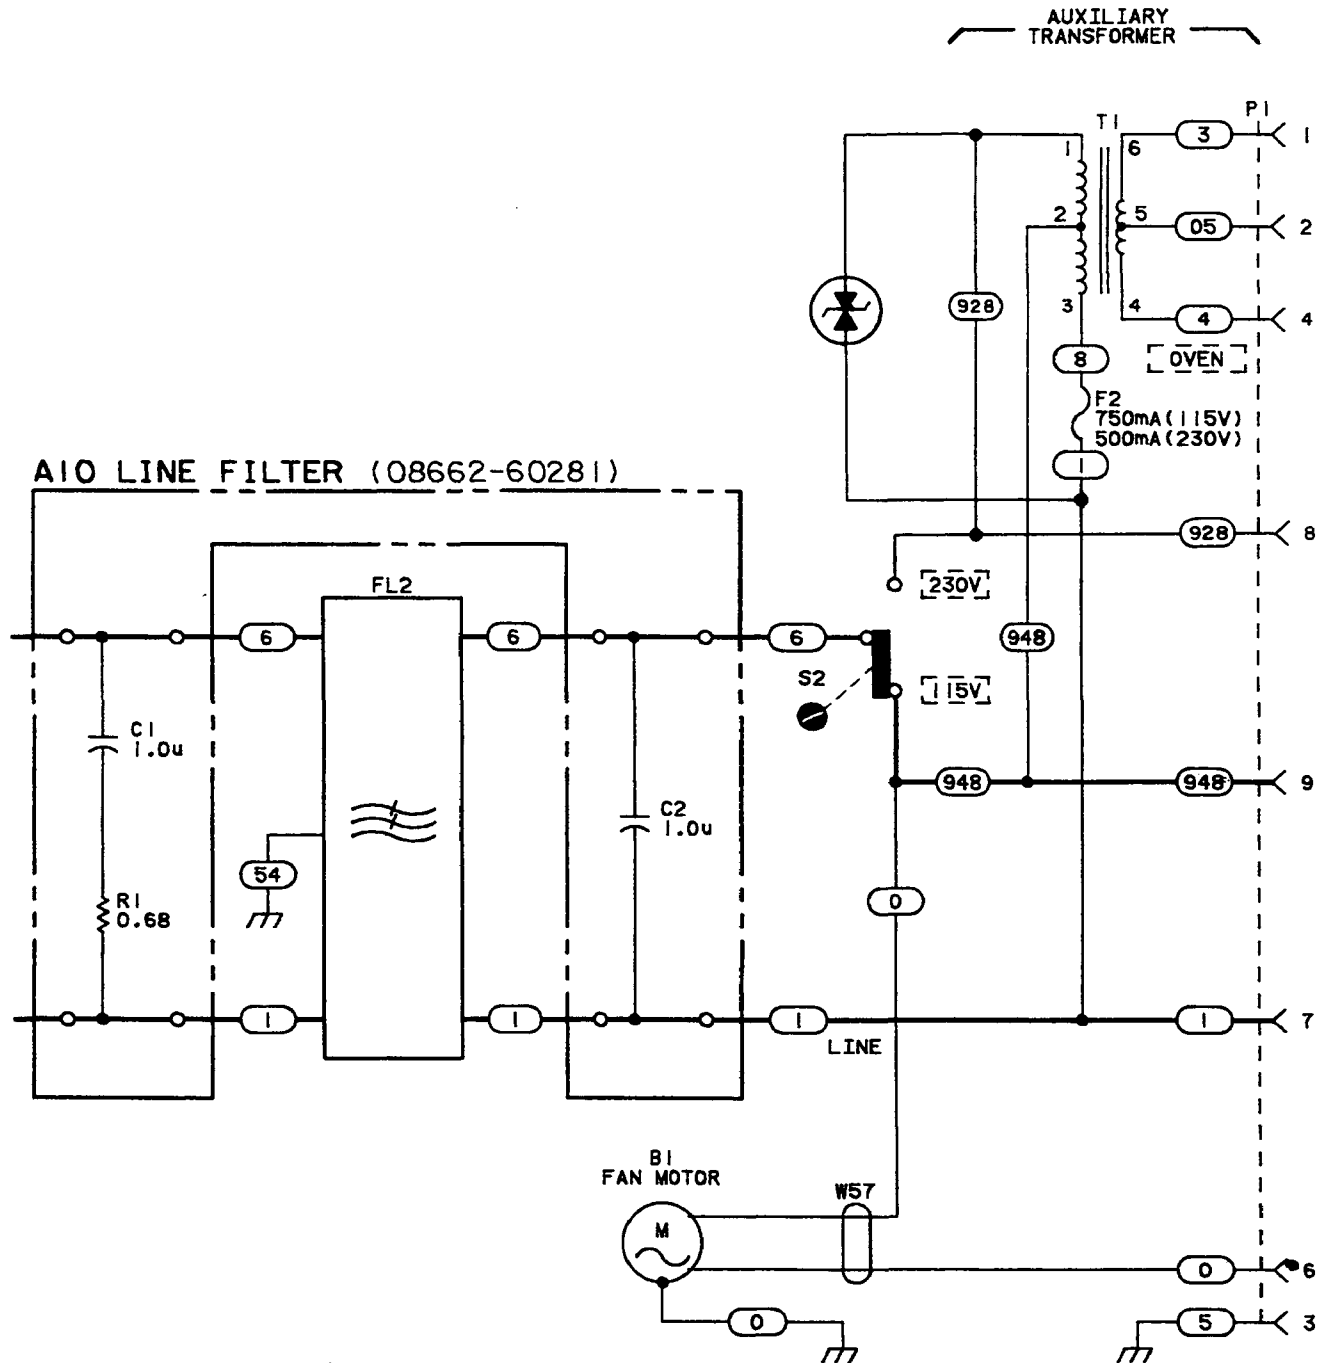 AUXILIARY
TRANSFORMER
P1
T1
1
6
3
1
2
5
05
2
928
3
4
4
4
8
OVEN
F2
750mA(115V)
500mA(230V)
1
A10 LINE FILTER (08662-60281)
928
8
FL2
230V
6
6
6
948
S2
115V
C1
1.0u
948
948
9
C2
1.0u
54
R1
0.68
0
1
1
1
1
7
LINE
B1
FAN MOTOR
W57
M
0
6
0
5
3